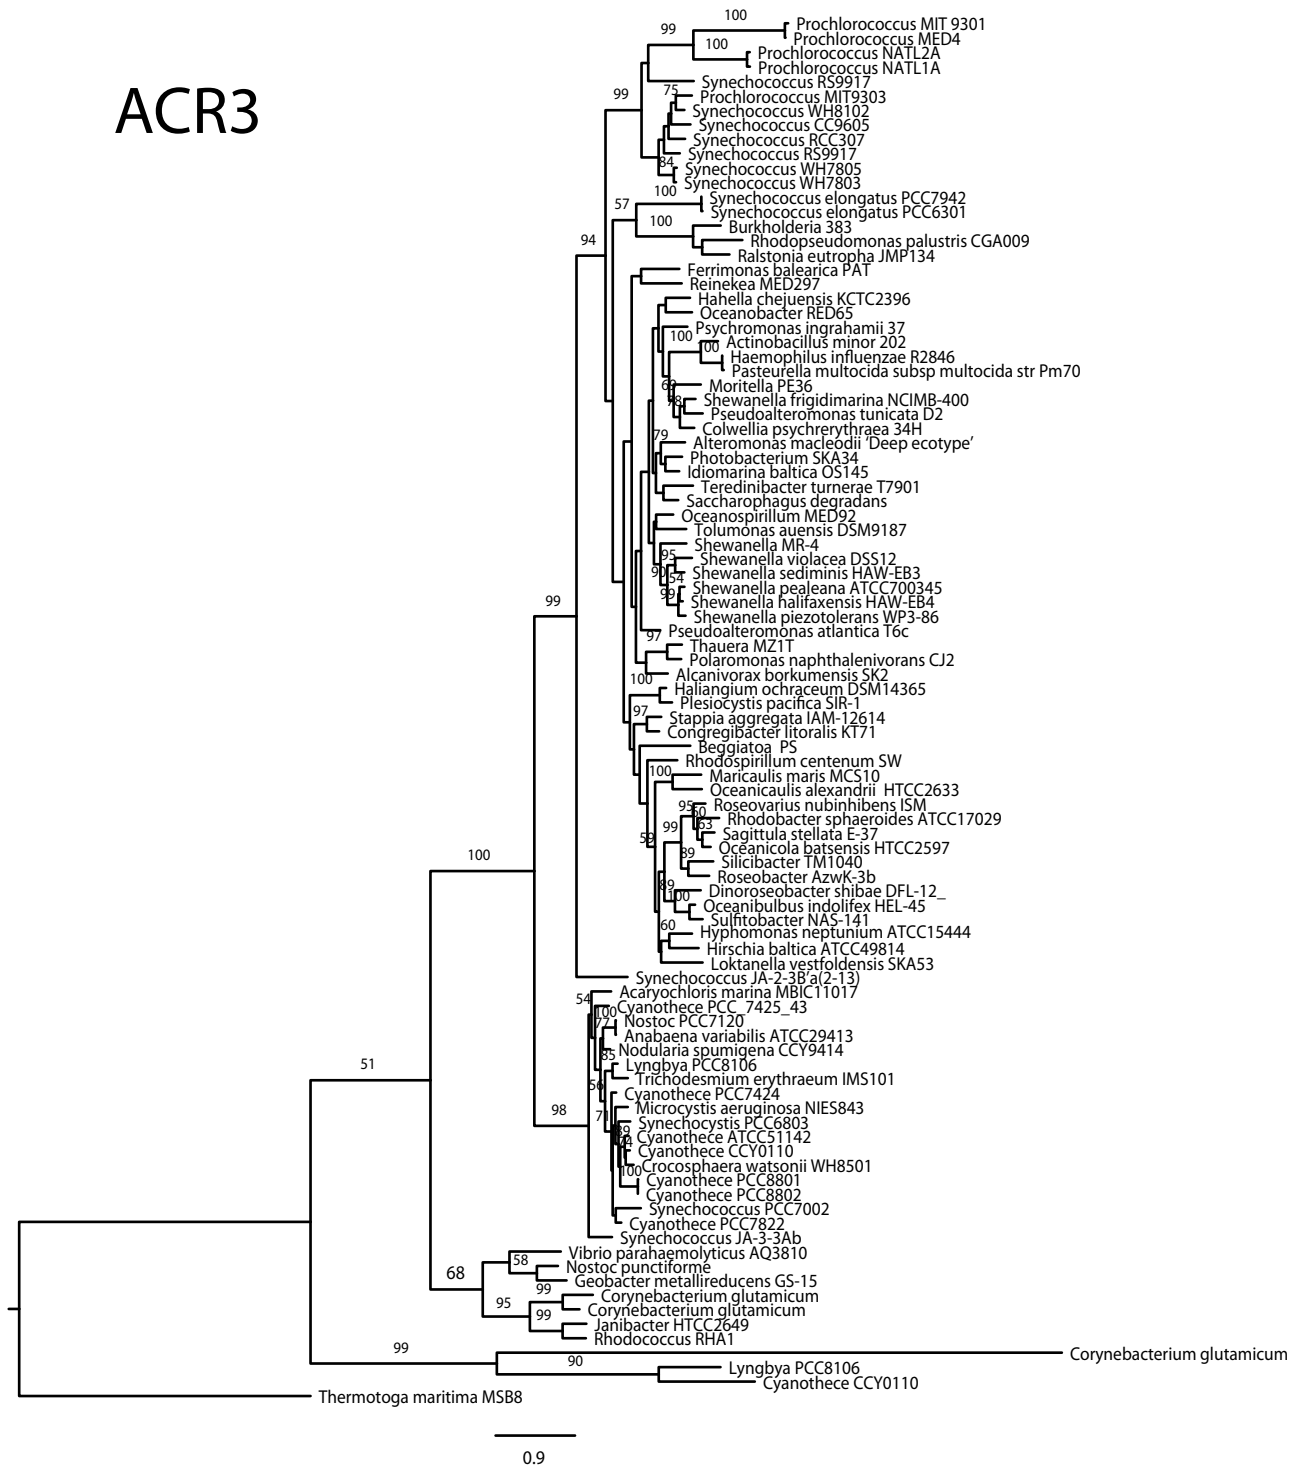 ACR3
100
Prochlorococcus MIT 9301
99
Prochlorococcus MED4
100
Prochlorococcus NATL2A
Prochlorococcus NATL1A
Synechococcus RS9917
99
75
Prochlorococcus MIT9303
Synechococcus WH8102
Synechococcus CC9605
Synechococcus RCC307
Synechococcus RS9917
84
Synechococcus WH7805
Synechococcus WH7803
100
Synechococcus elongatus PCC7942
57
Synechococcus elongatus PCC6301
100
Burkholderia 383
94
Rhodopseudomonas palustris CGA009
Ralstonia eutropha JMP134
Ferrimonas balearica PAT
Reinekea MED297
Hahella chejuensis KCTC2396
Oceanobacter RED65
Psychromonas ingrahamii 37
100
Actinobacillus minor 202
100
Haemophilus influenzae R2846
Pasteurella multocida subsp multocida str Pm70
69
Moritella PE36
78
Shewanella frigidimarina NCIMB-400
Pseudoalteromonas tunicata D2
Colwellia psychrerythraea 34H
79
Alteromonas macleodii ‘Deep ecotype’
Photobacterium SKA34
Idiomarina baltica OS145
Teredinibacter turnerae T7901
Saccharophagus degradans
Oceanospirillum MED92
Tolumonas auensis DSM9187
Shewanella MR-4
95
Shewanella violacea DSS12
90
Shewanella sediminis HAW-EB3
54
Shewanella pealeana ATCC700345
99
Shewanella halifaxensis HAW-EB4
99
Shewanella piezotolerans WP3-86
Pseudoalteromonas atlantica T6c
97
Thauera MZ1T
Polaromonas naphthalenivorans CJ2
Alcanivorax borkumensis SK2
100
Haliangium ochraceum DSM14365
Plesiocystis pacifica SIR-1
97
Stappia aggregata IAM-12614
Congregibacter litoralis KT71
Beggiatoa PS
Rhodospirillum centenum SW
100
Maricaulis maris MCS10
Oceanicaulis alexandrii HTCC2633
95
Roseovarius nubinhibens ISM
60
Rhodobacter sphaeroides ATCC17029
99
63
Sagittula stellata E-37
59
Oceanicola batsensis HTCC2597
100
89
Silicibacter TM1040
Roseobacter AzwK-3b
89
Dinoroseobacter shibae DFL-12_
100
Oceanibulbus indolifex HEL-45
Sulfitobacter NAS-141
60
Hyphomonas neptunium ATCC15444
Hirschia baltica ATCC49814
Loktanella vestfoldensis SKA53
Synechococcus JA-2-3B'a(2-13)
54
Acaryochloris marina MBIC11017
Cyanothece PCC_7425_43
100
77
Nostoc PCC7120
Anabaena variabilis ATCC29413
Nodularia spumigena CCY9414
85
Lyngbya PCC8106
51
Trichodesmium erythraeum IMS101
56
Cyanothece PCC7424
98
71
Microcystis aeruginosa NIES843
Synechocystis PCC6803
89
Cyanothece ATCC51142
74
Cyanothece CCY0110
Crocosphaera watsonii WH8501
100
Cyanothece PCC8801
Cyanothece PCC8802
Synechococcus PCC7002
Cyanothece PCC7822
Synechococcus JA-3-3Ab
Vibrio parahaemolyticus AQ3810
58
Nostoc punctiforme
68
Geobacter metallireducens GS-15
99
Corynebacterium glutamicum
95
Corynebacterium glutamicum
99
Janibacter HTCC2649
Rhodococcus RHA1
99
Corynebacterium glutamicum
90
Lyngbya PCC8106
Cyanothece CCY0110
Thermotoga maritima MSB8
0.9